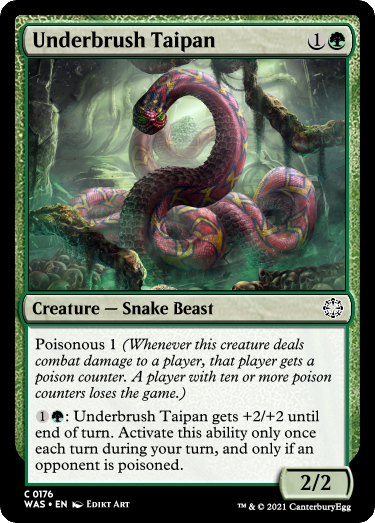 Underbrush Taipan 1
Creature — Snake Beast
Poisonous 1 (Whenever this creature deals
combat damage to a player, that player gets a
poison counter. A player with ten or more poison
counters loses the game.)
1 : Underbrush Taipan gets +2/+2 until
end of turn. Activate this ability only once
each turn during your turn, and only if an
opponent is poisoned.
2/2
C 0176
WAS • EN Edikt Art
™ & © 2021 CanterburyEgg